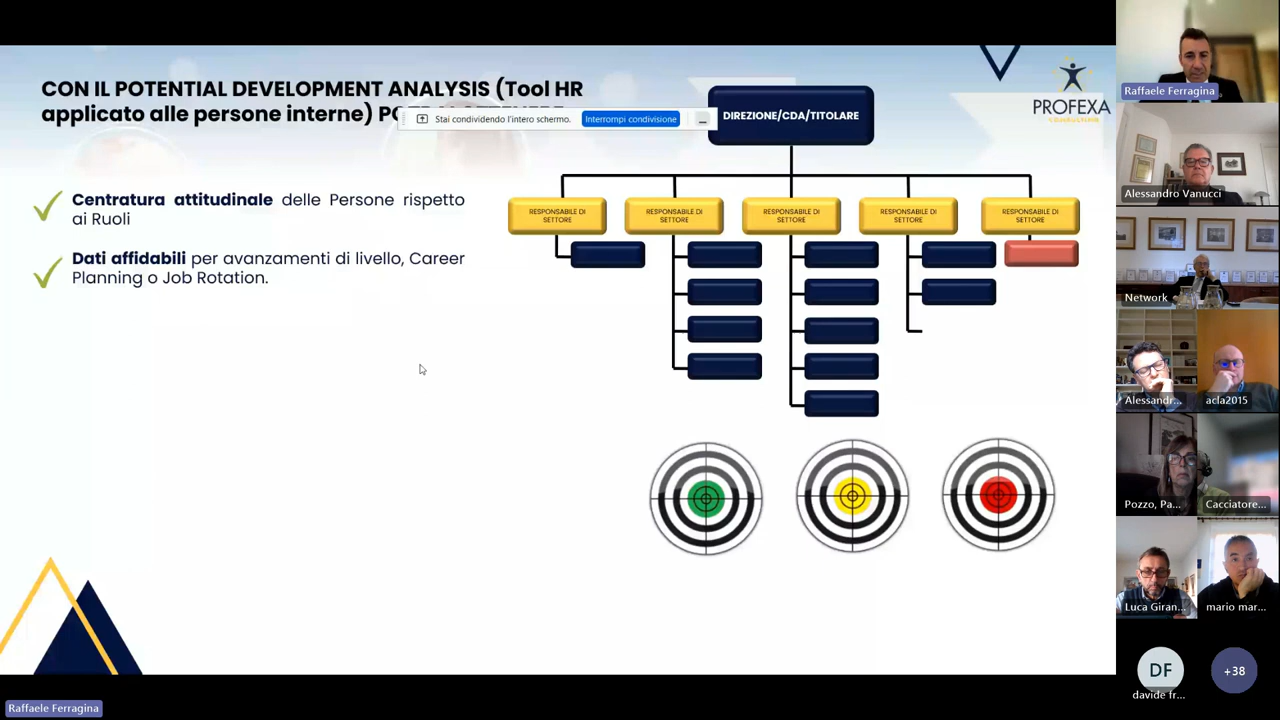 CON IL POTENTIAL DEVELOPMENT ANALYSIS (Tool HR
applicato alle persone interne)
Stai condividendo l'intero schermo.
Interrompi condivisione
DIREZIONE/CDA/TITOLARE
PROFEXA
Centratura attitudinale delle Persone rispetto
ai Ruoli
Dati affidabili per avanzamenti di livello, Career
Planning o Job Rotation.
RESPONSABILE DI
SETTORE
RESPONSABILE DI
SETTORE
RESPONSABILE DI
SETTORE
RESPONSABILE DI
SETTORE
RESPONSABILE DI
SETTORE
Raffaele Ferragina
Raffaele Ferragina
Alessandro Vanucci
Network
Alessandr...
acla2015
Pozzo, Pa...
Cacciatore...
Luca Giran...
mario mar...
DF
davide fr...
+38